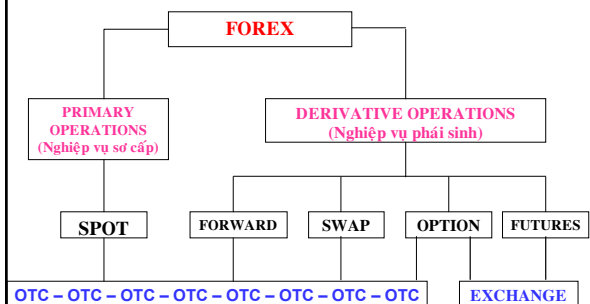 FOREX
PRIMARY
OPERATIONS
(Nghiệp vụ sơ cấp)
DERIVATIVE OPERATIONS
(Nghiệp vụ phái sinh)
SPOT
FORWARD
SWAP
OPTION
FUTURES
OTC – OTC – OTC – OTC – OTC – OTC – OTC – OTC
EXCHANGE